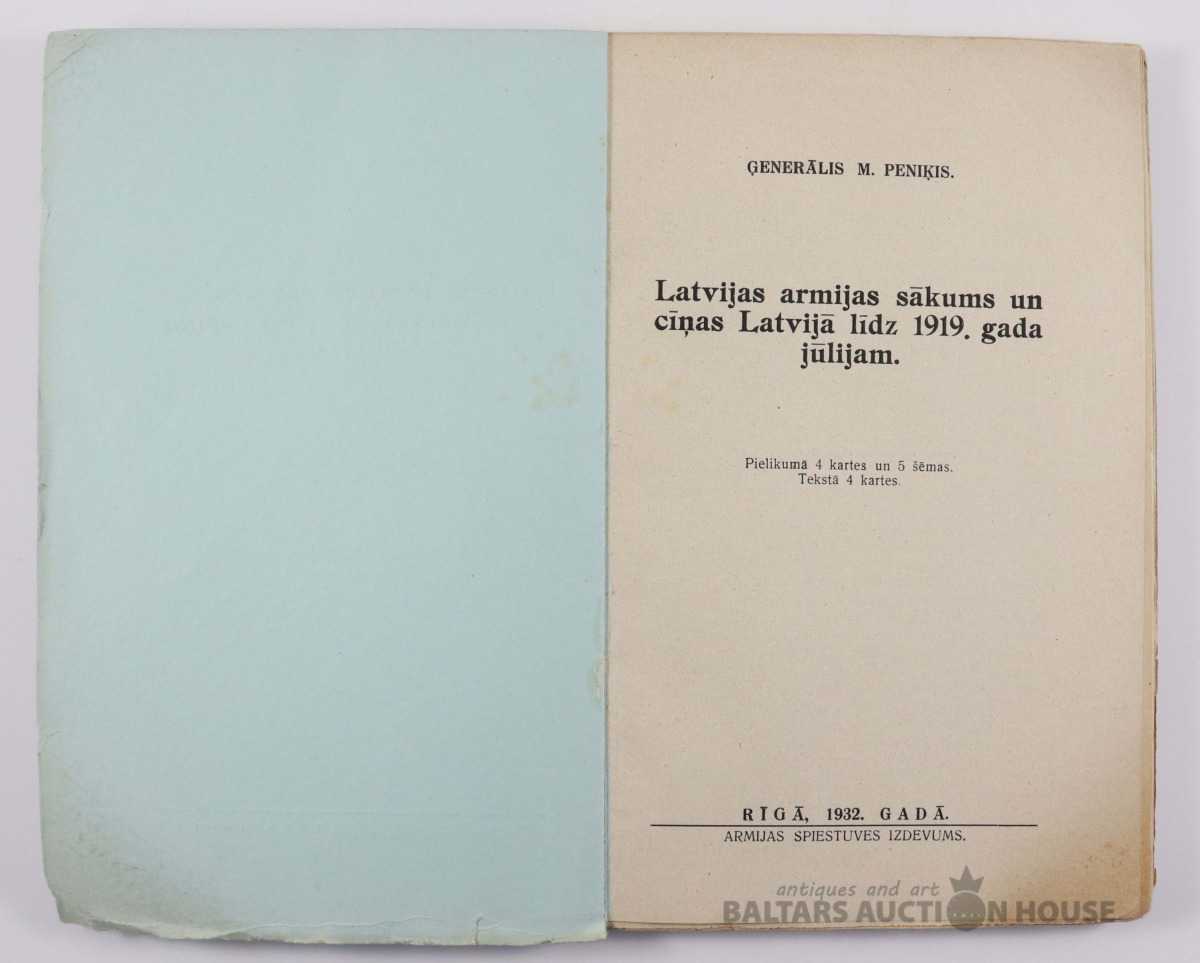 ĢENERĀLIS M. PENIĶIS.
Latvijas armijas sākums un
cīņas Latvijā līdz 1919. gada
jūlijam.
Pielikumā 4 kartes un 5 šēmas.
Tekstā 4 kartes.
RĪGĀ, 1932. GADĀ.
ARMIJAS SPIESTUVES IZDEVUMS.
antiques and art
BALTARS AUCTION HOUSE